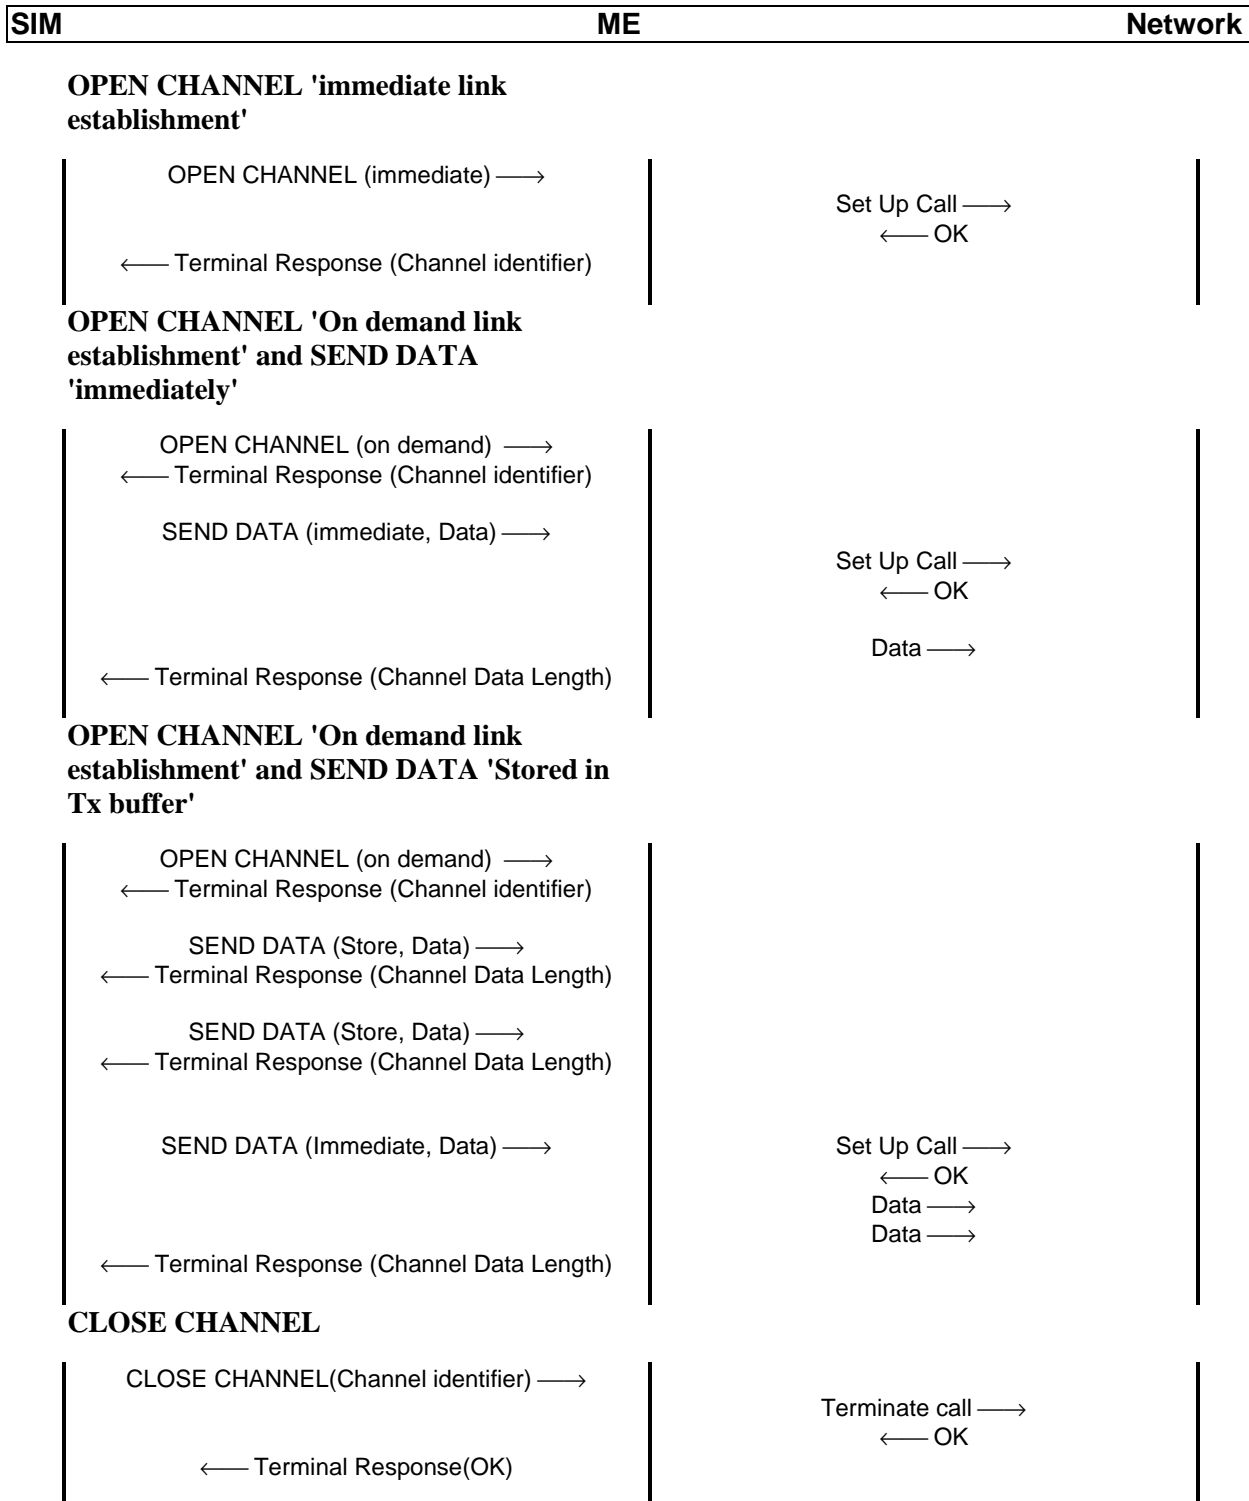 SIM ME Network
OPEN CHANNEL 'immediate link
establishment'
OPEN CHANNEL (immediate) ⟶
Set Up Call ⟶
⟵ OK
⟵ Terminal Response (Channel identifier)
OPEN CHANNEL 'On demand link
establishment' and SEND DATA
'immediately'
OPEN CHANNEL (on demand) ⟶
⟵ Terminal Response (Channel identifier)
SEND DATA (immediate, Data) ⟶
Set Up Call ⟶
⟵ OK
Data ⟶
⟵ Terminal Response (Channel Data Length)
OPEN CHANNEL 'On demand link
establishment' and SEND DATA 'Stored in
Tx buffer'
OPEN CHANNEL (on demand) ⟶
⟵ Terminal Response (Channel identifier)
SEND DATA (Store, Data) ⟶
⟵ Terminal Response (Channel Data Length)
SEND DATA (Store, Data) ⟶
⟵ Terminal Response (Channel Data Length)
SEND DATA (Immediate, Data) ⟶ Set Up Call ⟶
⟵ OK
Data ⟶
Data ⟶
⟵ Terminal Response (Channel Data Length)
CLOSE CHANNEL
CLOSE CHANNEL(Channel identifier) ⟶
Terminate call ⟶
⟵ OK
⟵ Terminal Response(OK)